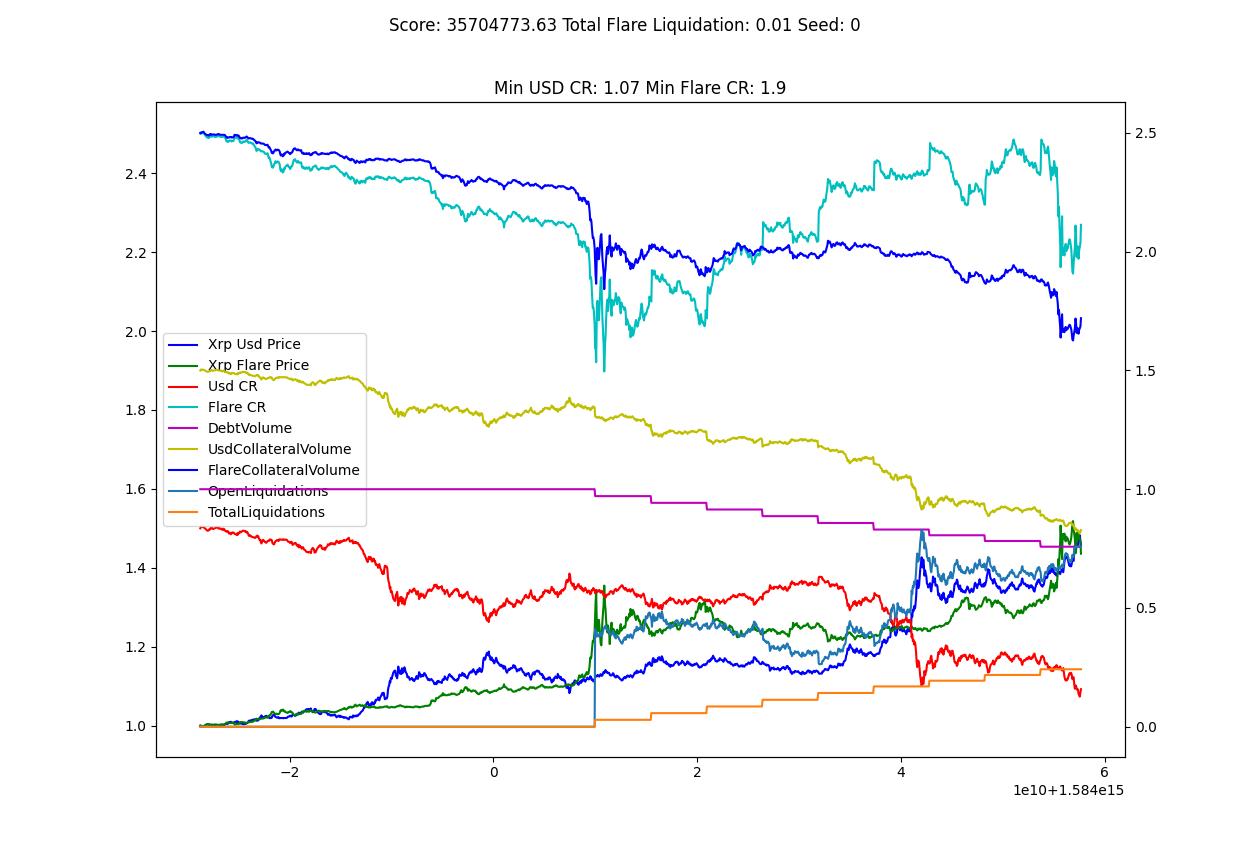 Score: 35704773.63 Total Flare Liquidation: 0.01 Seed: 0
Min USD CR: 1.07 Min Flare CR: 1.9
2.4
2.2
2.0
1.8
1.6
1.4
1.2
1.0
2.5
2.0
1.5
1.0
0.5
0.0
Xrp Usd Price
Xrp Flare Price
Usd CR
Flare CR
DebtVolume
UsdCollateralVolume
FlareCollateralVolume
OpenLiquidations
TotalLiquidations
−2 0 2 4 6
1e10+1.584e15